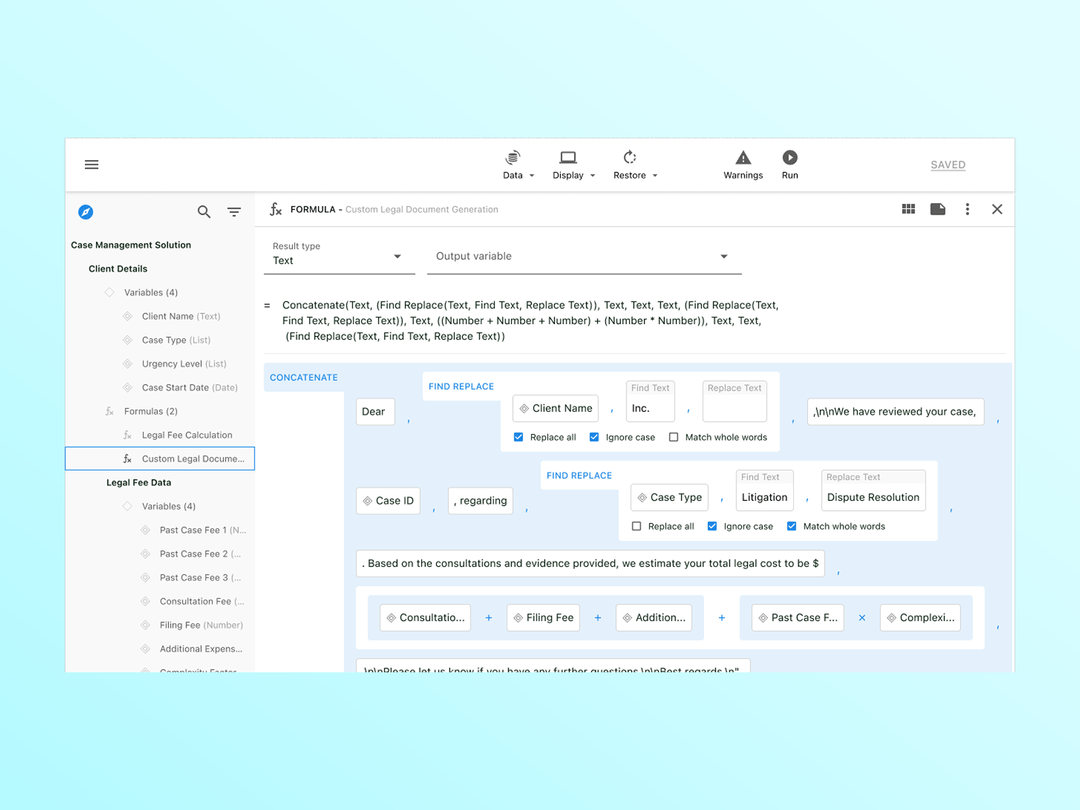 Data
Display
Restore
Warnings
Run
SAVED
Case Management Solution
Client Details
Variables (4)
Client Name (Text)
Case Type (List)
Urgency Level (List)
Case Start Date (Date)
Formulas (2)
Legal Fee Calculation
Custom Legal Docume...
Legal Fee Data
Variables (4)
Past Case Fee 1 (N...
Past Case Fee 2 (...
Past Case Fee 3 (...
Consultation Fee (...
Filing Fee (Number)
Additional Expens...
Complexity Factor
fx FORMULA - Custom Legal Document Generation
Result type
Text
Output variable
= Concatenate(Text, (Find Replace(Text, Find Text, Replace Text)), Text, Text, Text, (Find Replace(Text,
Find Text, Replace Text)), Text, ((Number + Number + Number) + (Number * Number)), Text, Text,
(Find Replace(Text, Find Text, Replace Text))
CONCATENATE
Dear ,
FIND REPLACE
Find Text
Replace Text
Client Name , Inc. ,
Replace all Ignore case Match whole words
, ,\n\nWe have reviewed your case, ,
Case ID , , regarding ,
FIND REPLACE
Find Text
Replace Text
Case Type , Litigation , Dispute Resolution
Replace all Ignore case Match whole words
,
. Based on the consultations and evidence provided, we estimate your total legal cost to be $ ,
Consultatio... + Filing Fee + Addition... + Past Case F... × Complexi... ,
.\n\nPlease let us know if you have any further questions.\n\nBest regards,\n"